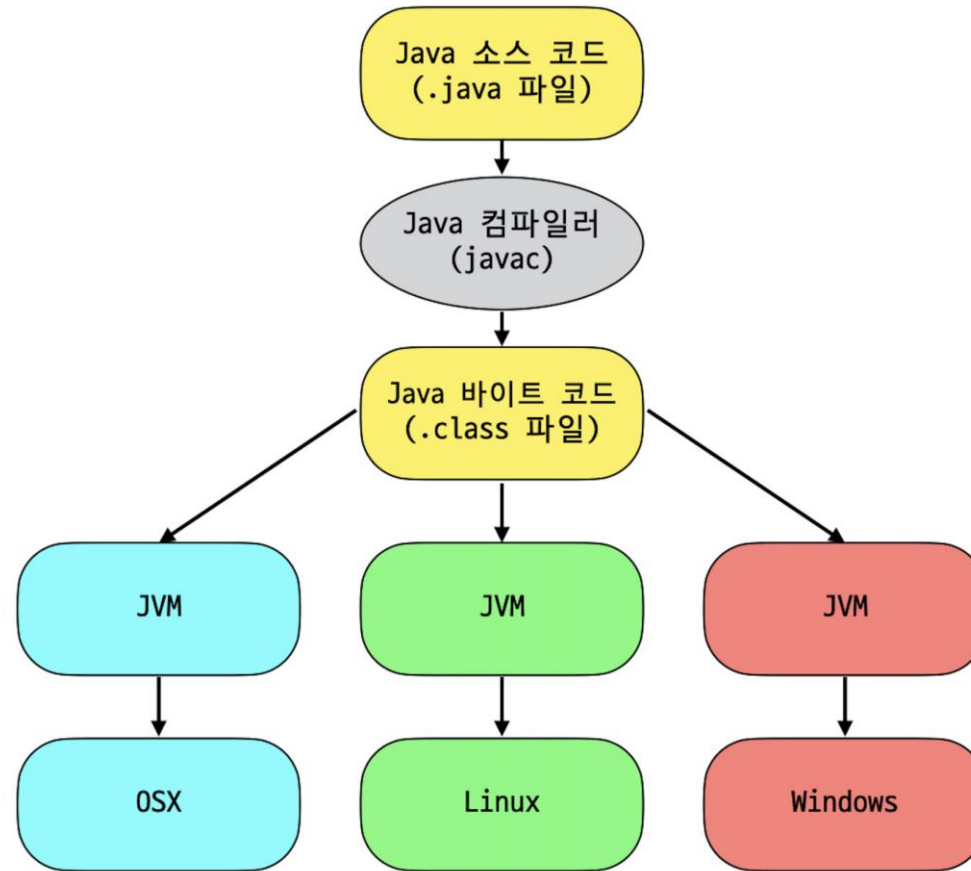 Java 소스 코드
(.java 파일)
Java 컴파일러
(javac)
Java 바이트 코드
(.class 파일)
JVM
JVM
JVM
OSX
Linux
Windows